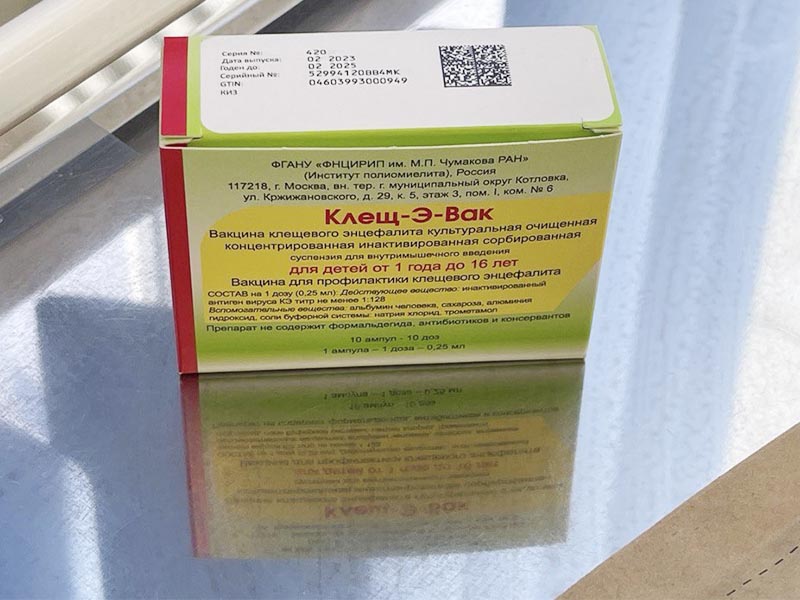 Серия №: 420
Дата выпуска: 02 2023
Годен до: 02 2025
Серийный №: 52994120BB4MK
GTIN: 04603993000949
КИЗ
ФГАНУ «ФНЦИРИП им. М.П. Чумакова РАН»
(Институт полиомиелита), Россия
117218, г. Москва, вн. тер. г. муниципальный округ Котловка,
ул. Кржижановского, д. 29, к. 5, этаж 3, пом. I, ком. № 6
Клещ-Э-Вак
Вакцина клещевого энцефалита культуральная очищенная
концентрированная инактивированная сорбированная
суспензия для внутримышечного введения
для детей от 1 года до 16 лет
Вакцина для профилактики клещевого энцефалита
СОСТАВ на 1 дозу (0,25 мл): Действующее вещество: инактивированный
антиген вируса КЭ титр не менее 1:128
Вспомогательные вещества: альбумин человека, сахароза, алюминия
гидроксид, соли буферной системы: натрия хлорид, трометамол
Препарат не содержит формальдегида, антибиотиков и консервантов
10 ампул - 10 доз
1 ампула – 1 доза – 0,25 мл